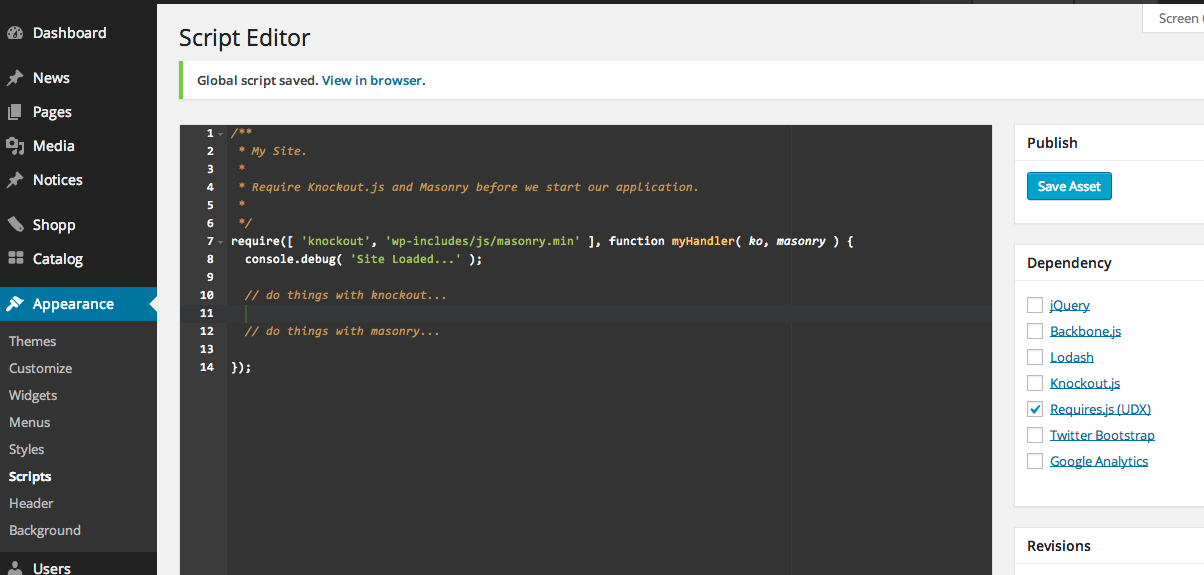 Dashboard
News
Pages
Media
Notices
Shopp
Catalog
Appearance
Themes
Customize
Widgets
Menus
Styles
Scripts
Header
Background
Users
Screen
Script Editor
Global script saved. View in browser.
1 /**
2 * My Site.
3 *
4 * Require Knockout.js and Masonry before we start our application.
5 *
6 */
7 require([ 'knockout', 'wp-includes/js/masonry.min' ], function myHandler( ko, masonry ) {
8 console.debug( 'Site Loaded...' );
9
10 // do things with knockout...
11
12 // do things with masonry...
13
14 });
Publish
Save Asset
Dependency
jQuery
Backbone.js
Lodash
Knockout.js
Requires.js (UDX)
Twitter Bootstrap
Google Analytics
Revisions